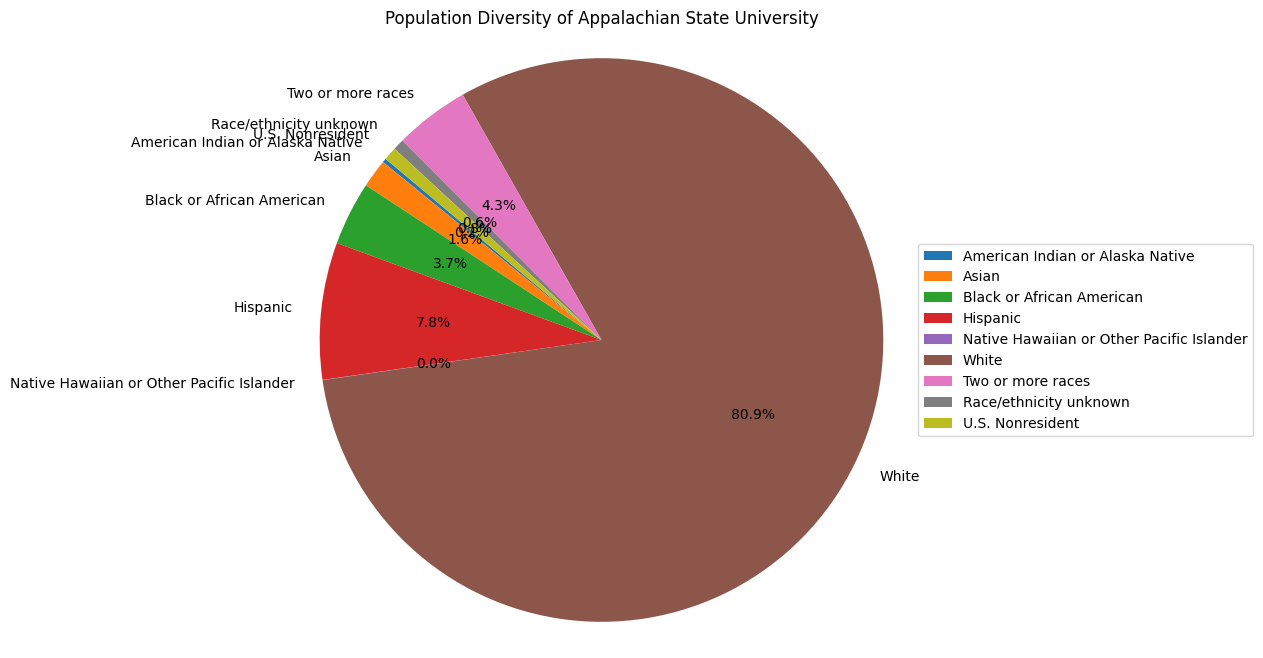 Population Diversity of Appalachian State University
Two or more races
Race/ethnicity unknown
U.S. Nonresident
American Indian or Alaska Native
Asian
Black or African American
Hispanic
Native Hawaiian or Other Pacific Islander
White
4.3%
0.6%
1.6%
3.7%
7.8%
0.0%
80.9%
American Indian or Alaska Native
Asian
Black or African American
Hispanic
Native Hawaiian or Other Pacific Islander
White
Two or more races
Race/ethnicity unknown
U.S. Nonresident